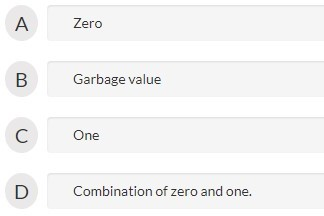 A Zero
B Garbage value
C One
D Combination of zero and one.